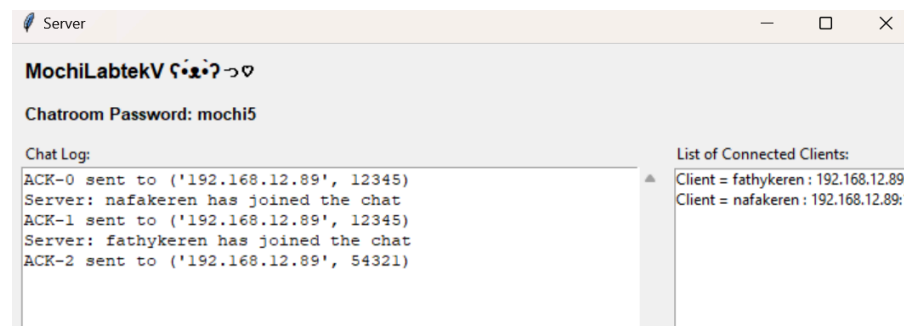 Server
MochiLabtekV ʕ•́ᴥ•̀ʔっ♡
Chatroom Password: mochi5
Chat Log:
ACK-0 sent to ('192.168.12.89', 12345)
Server: nafakeren has joined the chat
ACK-1 sent to ('192.168.12.89', 12345)
Server: fathykeren has joined the chat
ACK-2 sent to ('192.168.12.89', 54321)
List of Connected Clients:
Client = fathykeren : 192.168.12.89
Client = nafakeren : 192.168.12.89: